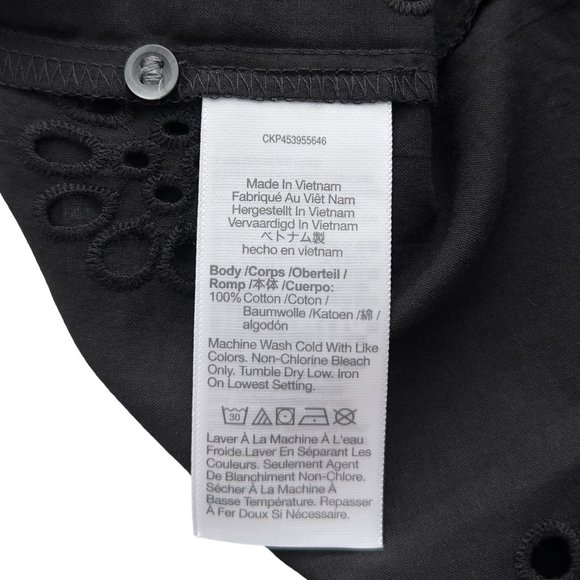 CKP453955646
Made In Vietnam
Fabriqué Au Việt Nam
Hergestellt In Vietnam
Vervaardigd In Vietnam
ベトナム製
hecho en vietnam
Body /Corps /Oberteil /
Romp /本体 /Cuerpo:
100% Cotton /Coton /
Baumwolle /Katoen /綿 /
algodón
Machine Wash Cold With Like
Colors. Non-Chlorine Bleach
Only. Tumble Dry Low. Iron
On Lowest Setting.
30
Laver À La Machine À L'eau
Froide.Laver En Séparant Les
Couleurs. Seulement Agent
De Blanchiment Non-Chlore.
Sécher À La Machine À
Basse Température. Repasser
À Fer Doux Si Nécessaire.